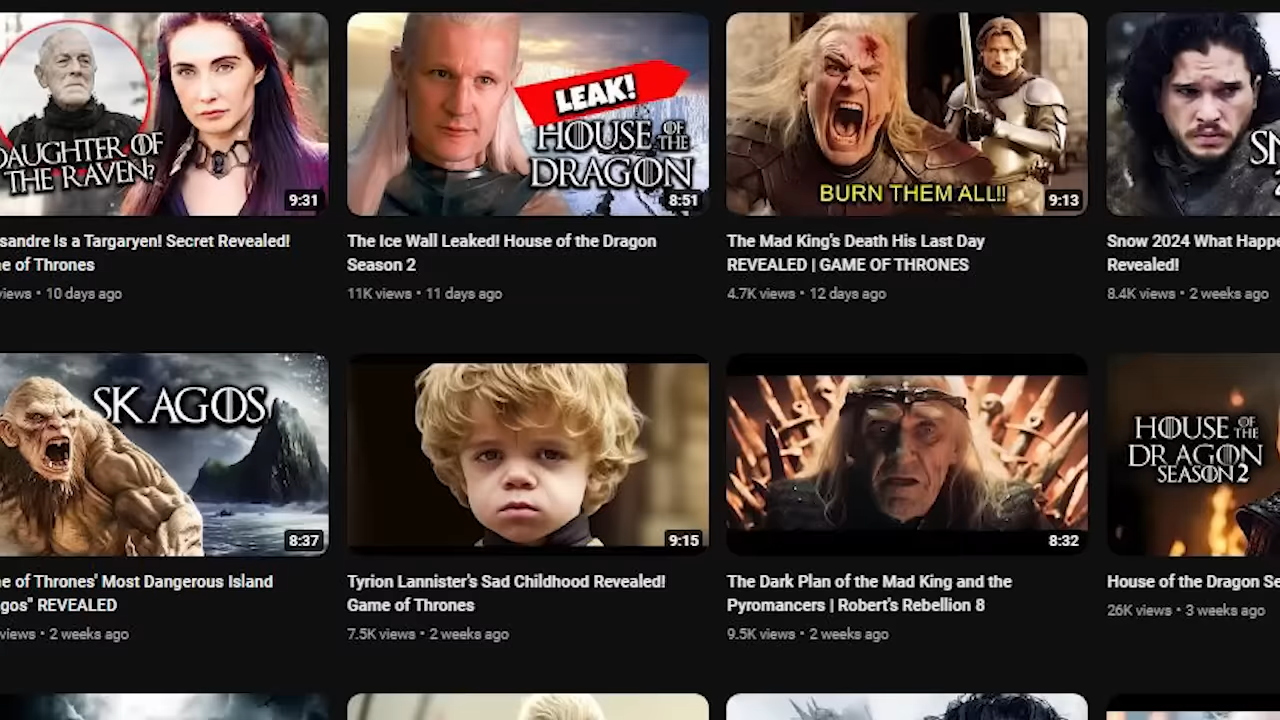 DAUGHTER OF
THE RAVEN?
9:31
LEAK!
HOUSE OF THE
DRAGON
8:51
BURN THEM ALL!!
9:13
SN
sandre Is a Targaryen! Secret Revealed!
e of Thrones
views • 10 days ago
The Ice Wall Leaked! House of the Dragon
Season 2
11K views • 11 days ago
The Mad King's Death His Last Day
REVEALED | GAME OF THRONES
4.7K views • 12 days ago
Snow 2024 What Happe
Revealed!
8.4K views • 2 weeks ago
SKAGOS
8:37
9:15
8:32
HOUSE OF THE
DRAGON
SEASON 2
e of Thrones' Most Dangerous Island
gos" REVEALED
views • 2 weeks ago
Tyrion Lannister's Sad Childhood Revealed!
Game of Thrones
7.5K views • 2 weeks ago
The Dark Plan of the Mad King and the
Pyromancers | Robert's Rebellion 8
9.5K views • 2 weeks ago
House of the Dragon Se
26K views • 3 weeks ago